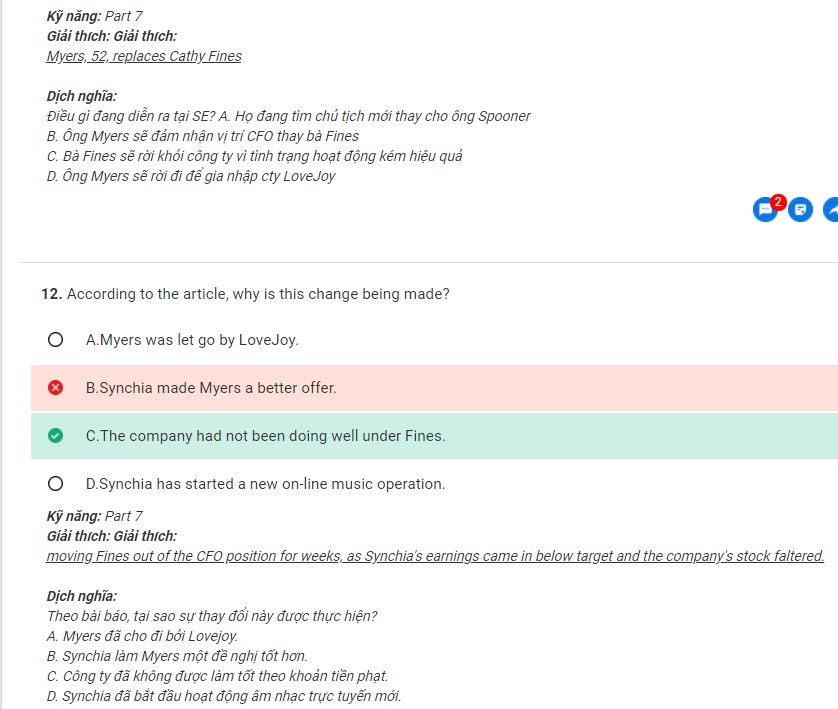 Kỹ năng: Part 7
Giải thích: Giải thích:
Myers, 52, replaces Cathy Fines
Dịch nghĩa:
Điều gì đang diễn ra tại SE? A. Họ đang tìm chủ tịch mới thay cho ông Spooner
B. Ông Myers sẽ đảm nhận vị trí CFO thay bà Fines
C. Bà Fines sẽ rời khỏi công ty vì tình trạng hoạt động kém hiệu quả
D. Ông Myers sẽ rời đi để gia nhập cty LoveJoy
2
12. According to the article, why is this change being made?
A.Myers was let go by LoveJoy.
B.Synchia made Myers a better offer.
C.The company had not been doing well under Fines.
D.Synchia has started a new on-line music operation.
Kỹ năng: Part 7
Giải thích: Giải thích:
moving Fines out of the CFO position for weeks, as Synchia's earnings came in below target and the company's stock faltered.
Dịch nghĩa:
Theo bài báo, tại sao sự thay đổi này được thực hiện?
A. Myers đã cho đi bởi Lovejoy.
B. Synchia làm Myers một đề nghị tốt hơn.
C. Công ty đã không được làm tốt theo khoản tiền phạt.
D. Synchia đã bắt đầu hoạt động âm nhạc trực tuyến mới.